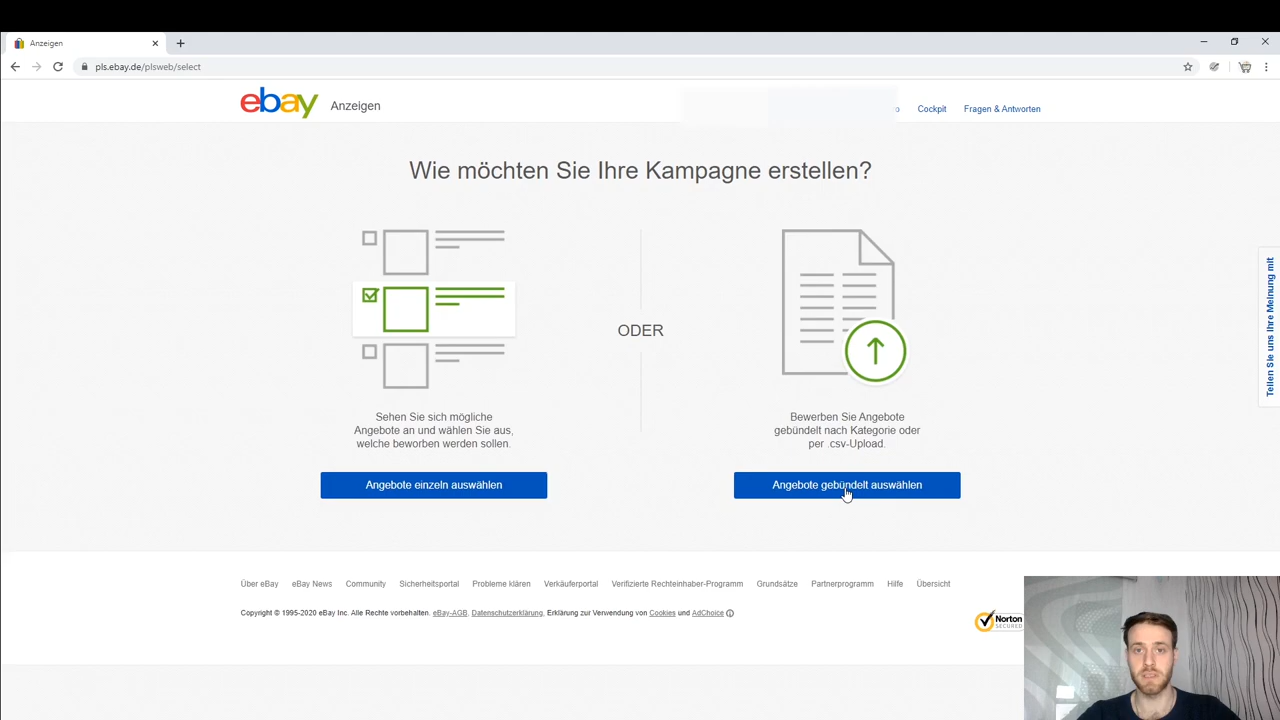 Anzeigen
pls.ebay.de/plsweb/select
ebay Anzeigen
Cockpit Fragen & Antworten
Wie möchten Sie Ihre Kampagne erstellen?
ODER
Sehen Sie sich mögliche
Angebote an und wählen Sie aus,
welche beworben werden sollen.
Angebote einzeln auswählen
Bewerben Sie Angebote
gebündelt nach Kategorie oder
per .csv-Upload.
Angebote gebündelt auswählen
Teilen Sie uns Ihre Meinung mit
Über eBay eBay News Community Sicherheitsportal Probleme klären Verkäuferportal Verifizierte Rechteinhaber-Programm Grundsätze Partnerprogramm Hilfe Übersicht
Copyright © 1995-2020 eBay Inc. Alle Rechte vorbehalten. eBay-AGB, Datenschutzerklärung, Erklärung zur Verwendung von Cookies und AdChoice
Norton
SECURED